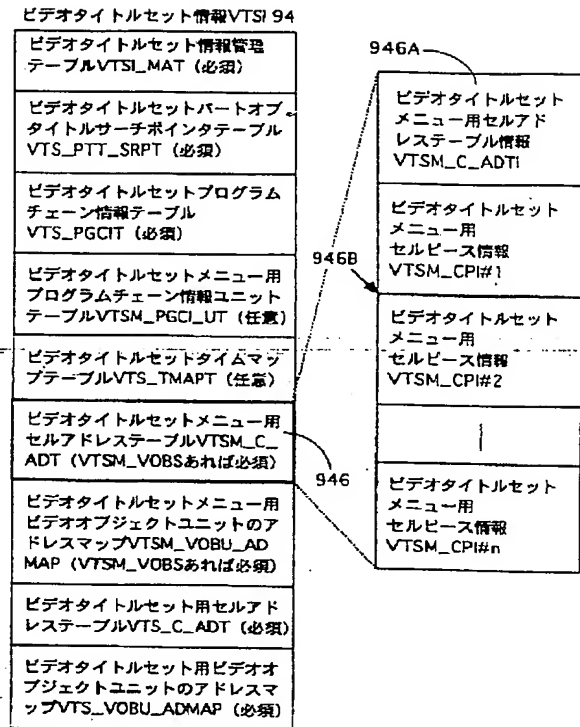 ビデオタイトルセット情報VTSI 94
ビデオタイトルセット情報管理
テーブルVTSI_MAT（必須）
ビデオタイトルセットパートオブ
タイトルサーチポインタテーブル
VTS_PTT_SRPT（必須）
ビデオタイトルセットプログラム
チェーン情報テーブル
VTS_PGCIT（必須）
ビデオタイトルセットメニュー用
プログラムチェーン情報ユニット
テーブルVTSM_PGCI_UT（任意）
ビデオタイトルセットタイムマッ
プテーブルVTS_TMAPT（任意）
ビデオタイトルセットメニュー用
セルアドレステーブルVTSM_C_
ADT（VTSM_VOBSあれば必須）
ビデオタイトルセットメニュー用
ビデオオブジェクトユニットのア
ドレスマップVTSM_VOBU_AD
MAP（VTSM_VOBSあれば必須）
ビデオタイトルセット用セルアド
レステーブルVTS_C_ADT（必須）
ビデオタイトルセット用ビデオオ
ブジェクトユニットのアドレスマ
ップVTS_VOBU_ADMAP（必須）
946
946A
946B
ビデオタイトルセット
メニュー用セルアド
レステーブル情報
VTSM_C_ADTI
ビデオタイトルセット
メニュー用
セルピース情報
VTSM_CPI#1
ビデオタイトルセット
メニュー用
セルピース情報
VTSM_CPI#2
ビデオタイトルセット
メニュー用
セルピース情報
VTSM_CPI#n